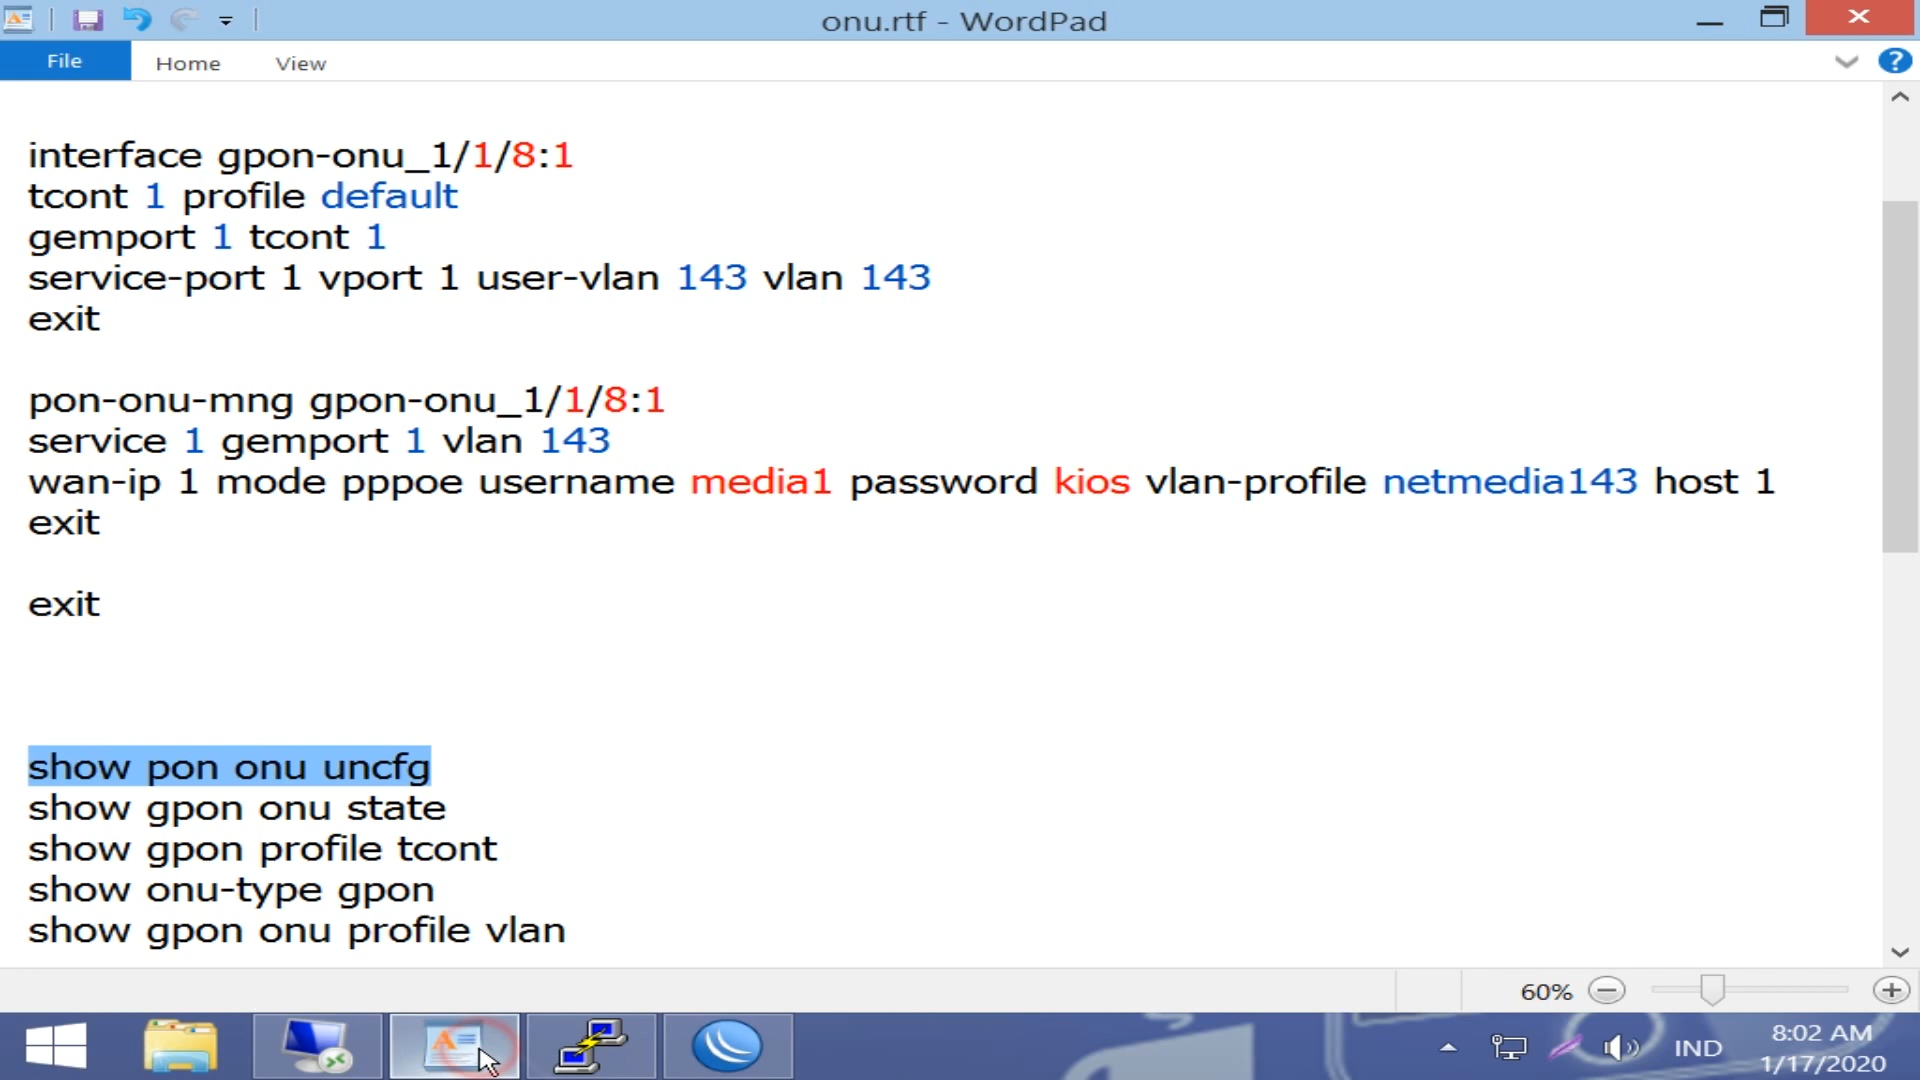 onu.rtf - WordPad
File
Home
View
interface gpon-onu_1/1/8:1
tcont 1 profile default
gemport 1 tcont 1
service-port 1 vport 1 user-vlan 143 vlan 143
exit
pon-onu-mng gpon-onu_1/1/8:1
service 1 gemport 1 vlan 143
wan-ip 1 mode pppoe username media1 password kios vlan-profile netmedia143 host 1
exit
exit
show pon onu uncfg
show gpon onu state
show gpon profile tcont
show onu-type gpon
show gpon onu profile vlan
60%
IND
8:02 AM
1/17/2020